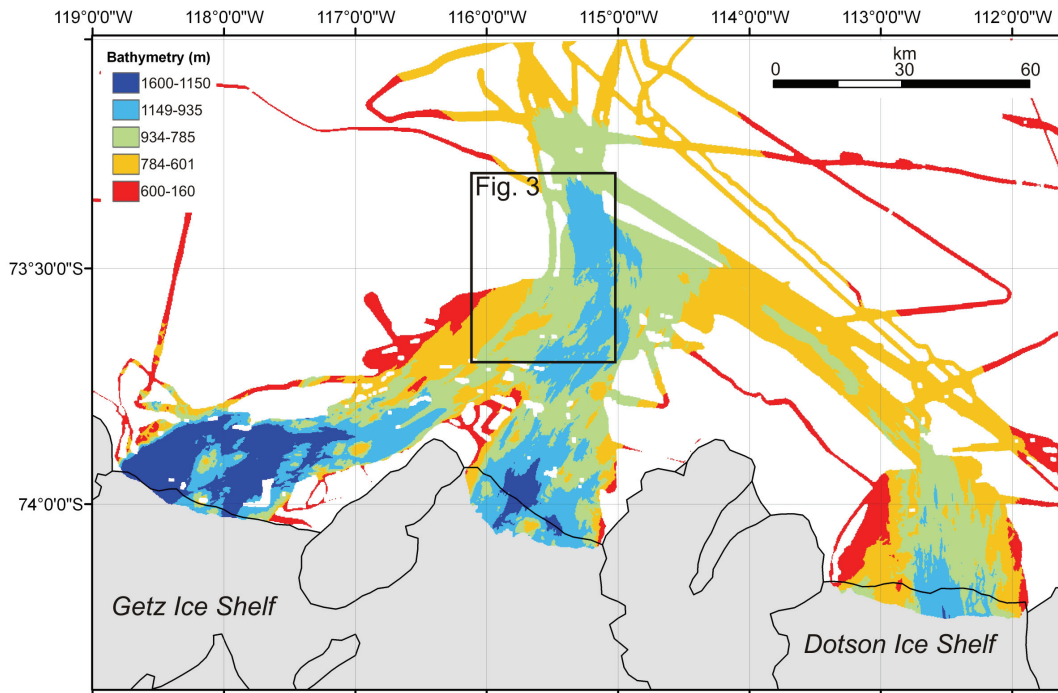 119°0'0"W 118°0'0"W 117°0'0"W 116°0'0"W 115°0'0"W 114°0'0"W 113°0'0"W 112°0'0"W
Bathymetry (m)
1600-1150
1149-935
934-785
784-601
600-160
km
0 30 60
Fig. 3
73°30'0"S
74°0'0"S
Getz Ice Shelf
Dotson Ice Shelf